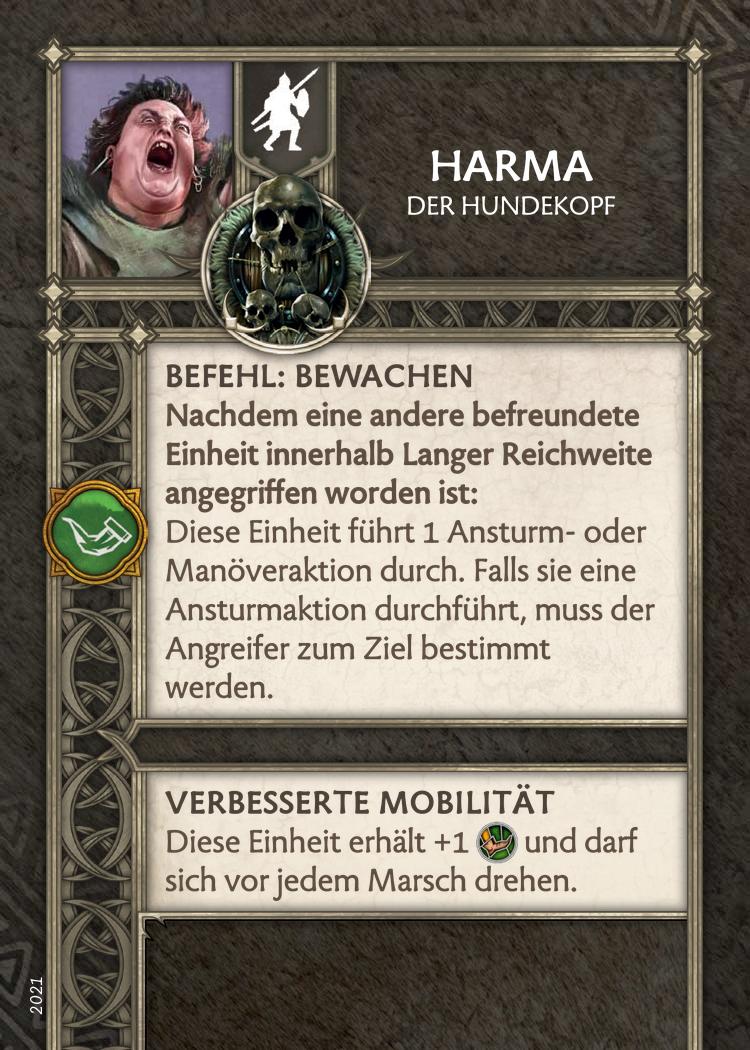 HARMA
DER HUNDEKOPF
BEFEHL: BEWACHEN
Nachdem eine andere befreundete
Einheit innerhalb Langer Reichweite
angegriffen worden ist:
Diese Einheit führt 1 Ansturm- oder
Manöveraktion durch. Falls sie eine
Ansturmaktion durchführt, muss der
Angreifer zum Ziel bestimmt
werden.
VERBESSERTE MOBILITÄT
Diese Einheit erhält +1 und darf
sich vor jedem Marsch drehen.
2021